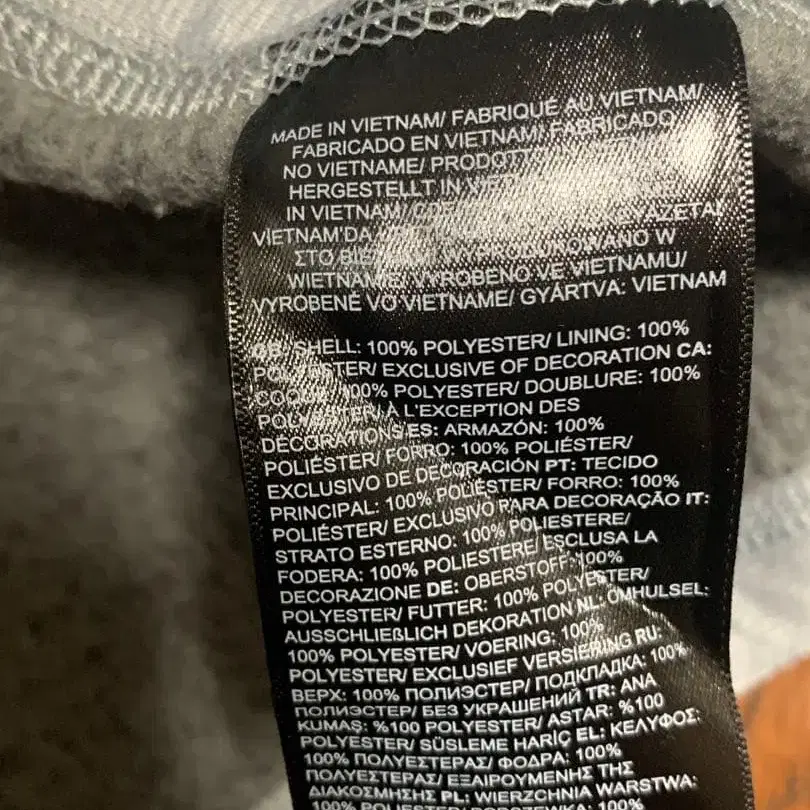 MADE IN VIETNAM/ FABRIQUÉ AU VIETNAM/
FABRICADO EN VIETNAM/ FABRICADO
NO VIETNAME/ PRODOTTO
HERGESTELLT IN
IN VIETNAM/
VIETNAM'DA
ΣΤΟ WYPRODUKOWANO W
WIETNAMIE/ VYROBENO VE VIETNAMU/
VYROBENÉ VO VIETNAME/ GYÁRTVA: VIETNAM
GB: SHELL: 100% POLYESTER/ LINING: 100%
POLYESTER/ EXCLUSIVE OF DECORATION CA:
COQUE: 100% POLYESTER/ DOUBLURE: 100%
POLYESTER/ À L'EXCEPTION DES
DÉCORATIONS ES: ARMAZÓN: 100%
POLIÉSTER/ FORRO: 100% POLIÉSTER/
EXCLUSIVO DE DECORACIÓN PT: TECIDO
PRINCIPAL: 100% POLIÉSTER/ FORRO: 100%
POLIÉSTER/ EXCLUSIVO PARA DECORAÇÃO IT:
STRATO ESTERNO: 100% POLIESTERE/
FODERA: 100% POLIESTERE/ ESCLUSA LA
DECORAZIONE DE: OBERSTOFF: 100%
POLYESTER/ FUTTER: 100% POLYESTER/
AUSSCHLIEßLICH DEKORATION NL: OMHULSEL:
100% POLYESTER/ VOERING: 100%
POLYESTER/ EXCLUSIEF VERSIERING RU:
ВЕРХ: 100% ПОЛИЭСТЕР/ ПОДКЛАДКА: 100%
ПОЛИЭСТЕР/ БЕЗ УКРАШЕНИЙ TR: ANA
KUMAŞ: %100 POLYESTER/ ASTAR: %100
POLYESTER/ SÜSLEME HARİÇ EL: ΚΕΛΥΦΟΣ:
100% ΠΟΛΥΕΣΤΕΡΑΣ/ ΦΟΔΡΑ: 100%
ΠΟΛΥΕΣΤΕΡΑΣ/ ΕΞΑΙΡΟΥΜΕΝΗΣ ΤΗΣ
ΔΙΑΚΟΣΜΗΣΗΣ PL: WIERZCHNIA WARSTWA:
100% 100%